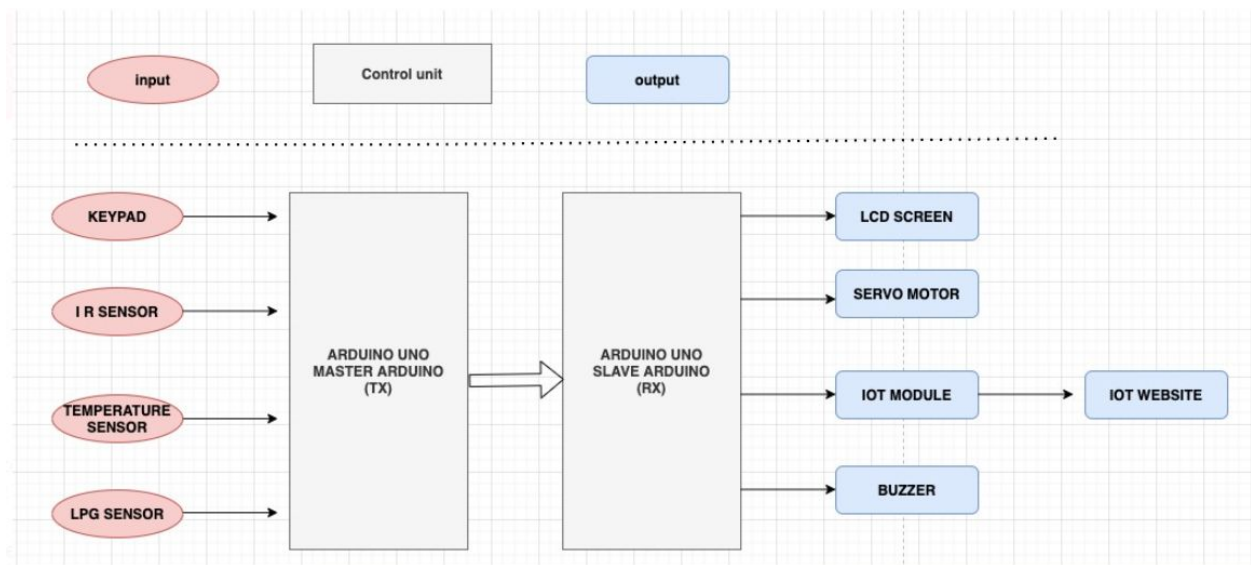 input
Control unit
output
KEYPAD
LCD SCREEN
SERVO MOTOR
I R SENSOR
ARDUINO UNO
MASTER ARDUINO
(TX)
ARDUINO UNO
SLAVE ARDUINO
(RX)
IOT MODULE
IOT WEBSITE
TEMPERATURE
SENSOR
LPG SENSOR
BUZZER